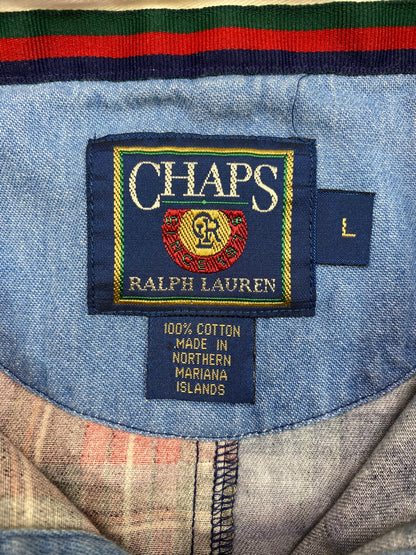 CHAPS
RALPH LAUREN
L
100% COTTON
MADE IN
NORTHERN
MARIANA
ISLANDS